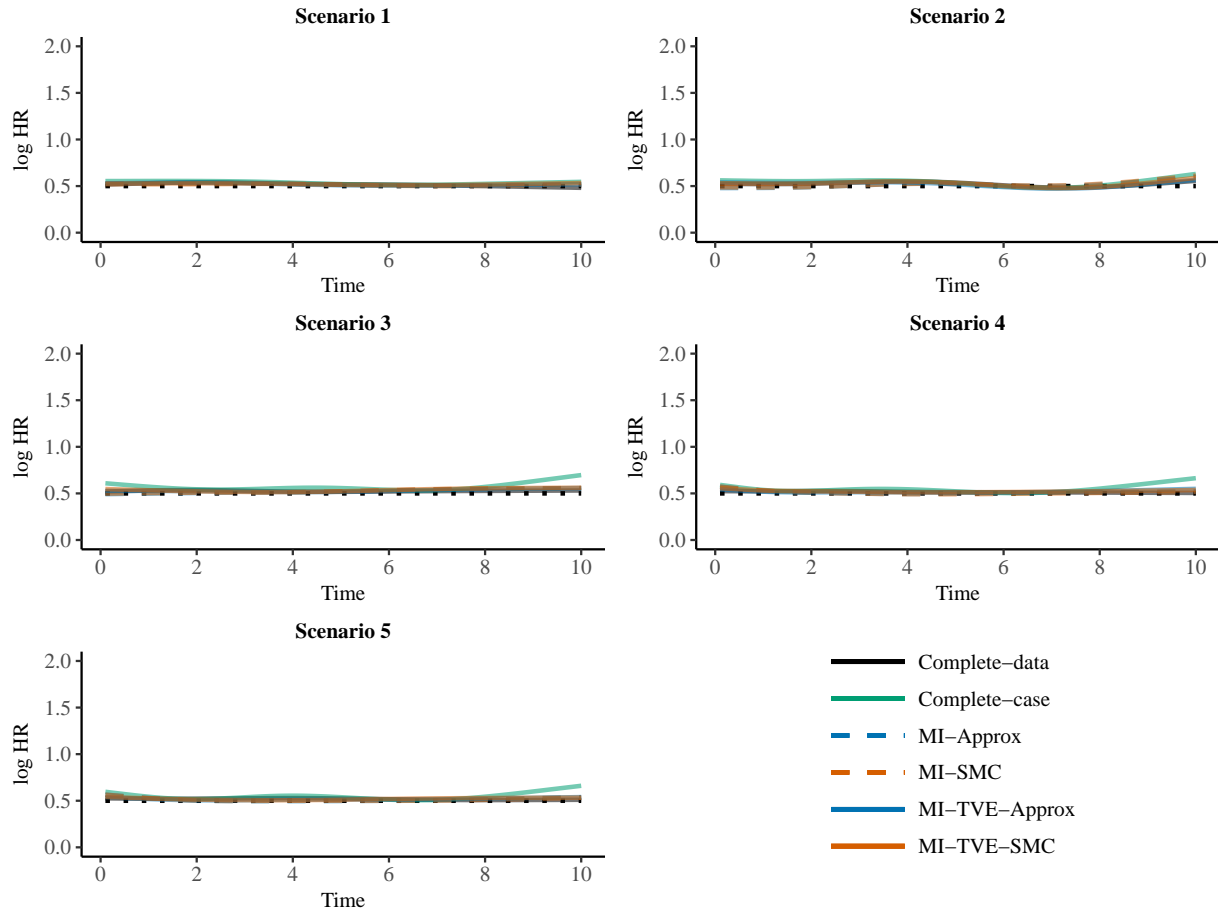 Scenario 1
2.0
1.5
1.0
0.5
0.0
log HR
0 2 4 6 8 10
Time
Scenario 2
2.0
1.5
1.0
0.5
0.0
log HR
0 2 4 6 8 10
Time
Scenario 3
2.0
1.5
1.0
0.5
0.0
log HR
0 2 4 6 8 10
Time
Scenario 4
2.0
1.5
1.0
0.5
0.0
log HR
0 2 4 6 8 10
Time
Scenario 5
2.0
1.5
1.0
0.5
0.0
log HR
0 2 4 6 8 10
Time
Complete−data
Complete−case
MI−Approx
MI−SMC
MI−TVE−Approx
MI−TVE−SMC